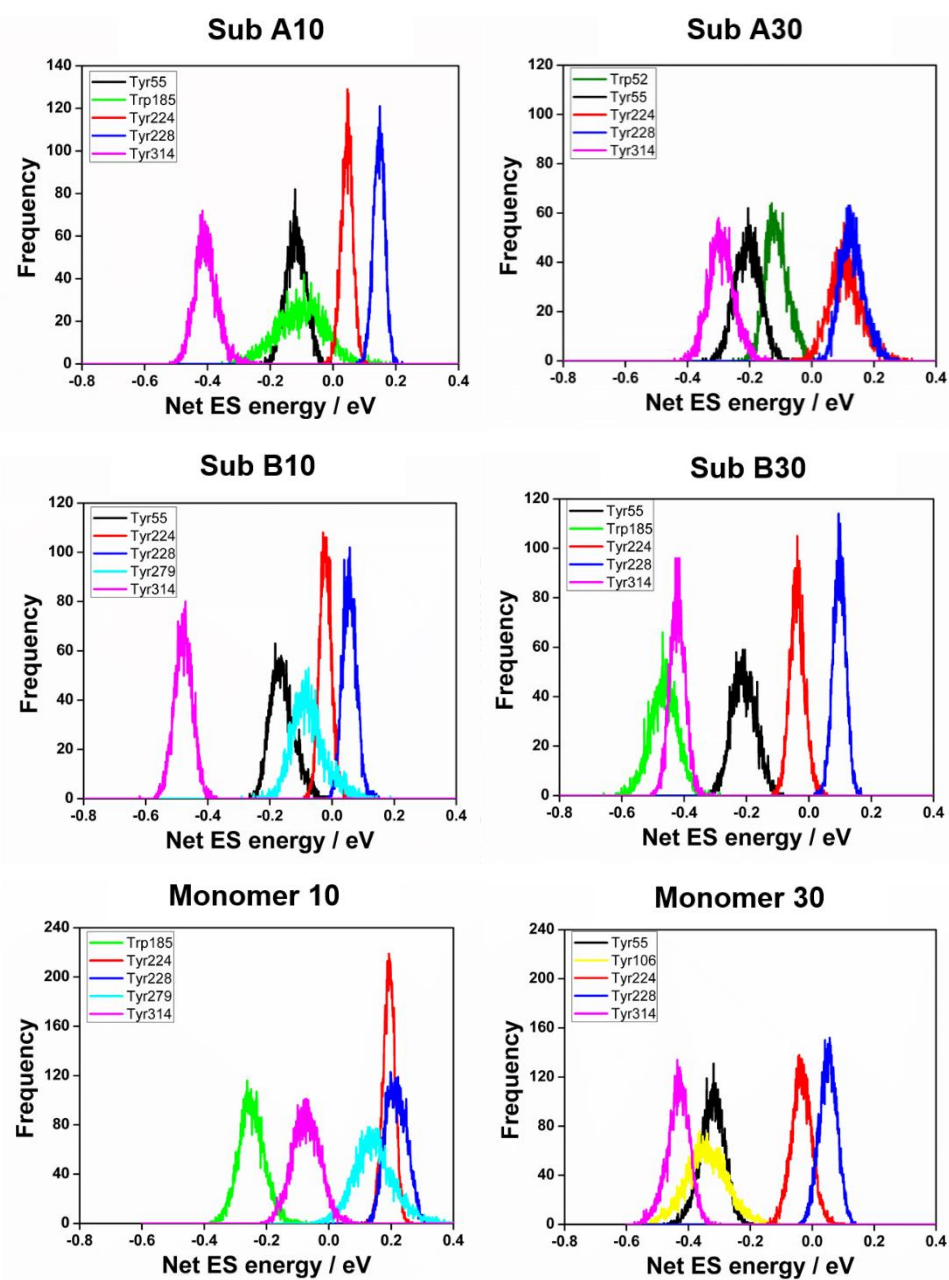 Sub A10
Frequency
140
120
100
80
60
40
20
0
Tyr55
Trp185
Tyr224
Tyr228
Tyr314
-0.8 -0.6 -0.4 -0.2 0.0 0.2 0.4
Net ES energy / eV
Sub A30
Frequency
120
100
80
60
40
20
0
Trp52
Tyr55
Tyr224
Tyr228
Tyr314
-0.8 -0.6 -0.4 -0.2 0.0 0.2 0.4
Net ES energy / eV
Sub B10
Frequency
120
100
80
60
40
20
0
Tyr55
Tyr224
Tyr228
Tyr279
Tyr314
-0.8 -0.6 -0.4 -0.2 0.0 0.2 0.4
Net ES energy / eV
Sub B30
Frequency
120
100
80
60
40
20
0
Tyr55
Trp185
Tyr224
Tyr228
Tyr314
-0.8 -0.6 -0.4 -0.2 0.0 0.2 0.4
Net ES energy / eV
Monomer 10
Frequency
240
200
160
120
80
40
0
Trp185
Tyr224
Tyr228
Tyr279
Tyr314
-0.8 -0.6 -0.4 -0.2 0.0 0.2 0.4
Net ES energy / eV
Monomer 30
Frequency
240
200
160
120
80
40
0
Tyr55
Tyr106
Tyr224
Tyr228
Tyr314
-0.8 -0.6 -0.4 -0.2 0.0 0.2 0.4
Net ES energy / eV